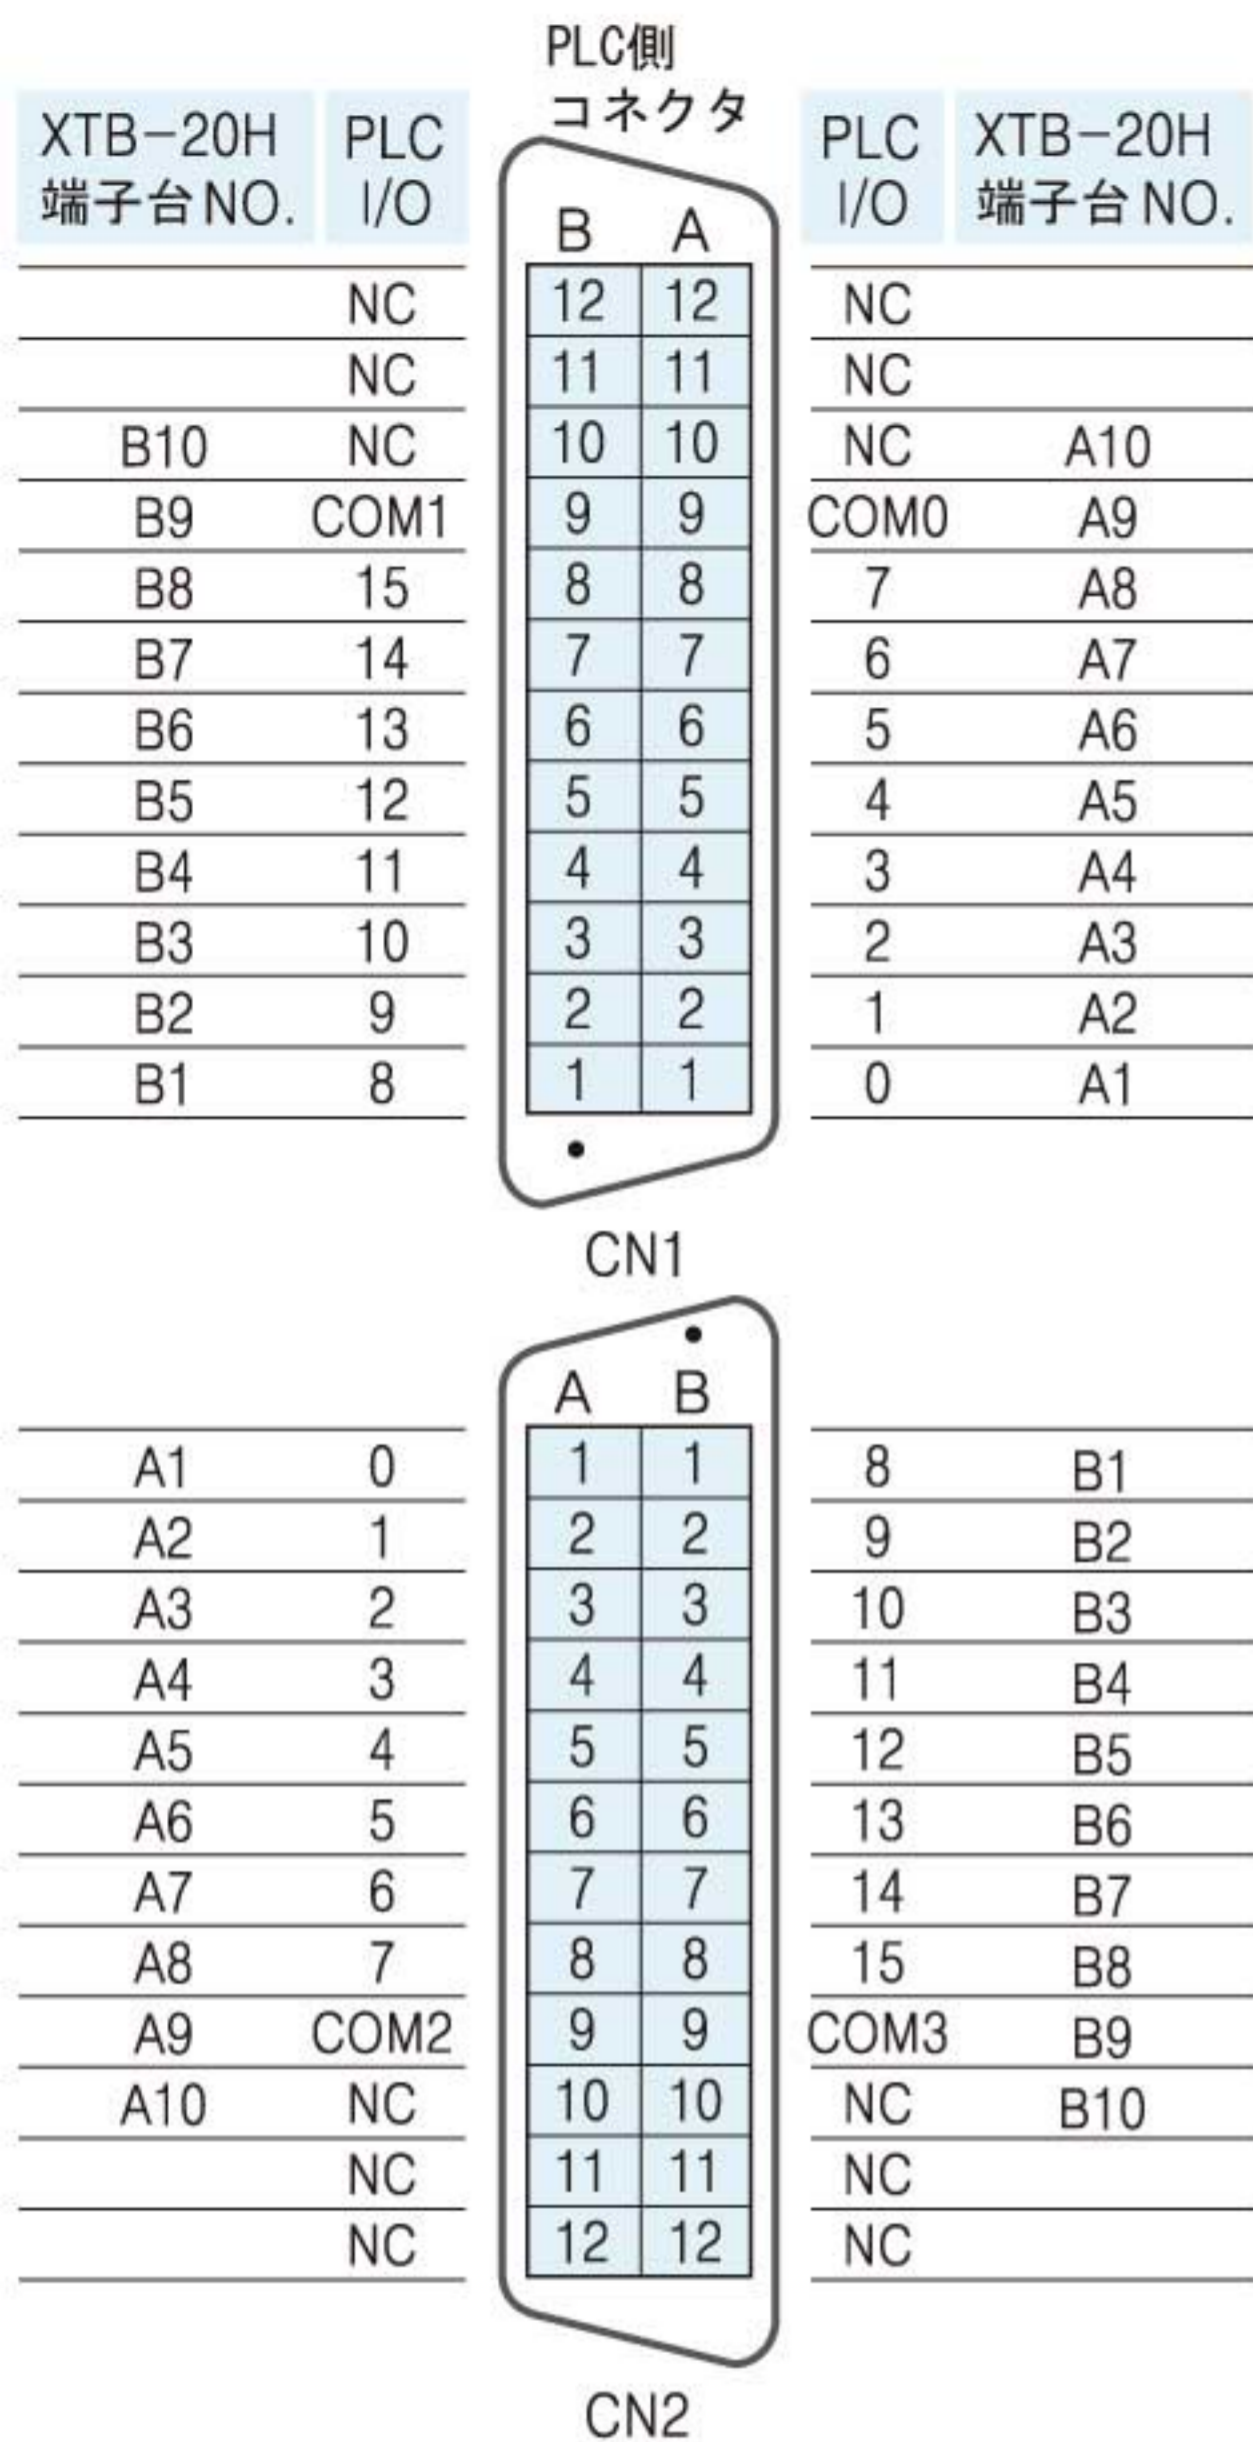 PLC側
コネクタ
XTB-20H 端子台NO. PLC I/O B A PLC I/O XTB-20H 端子台NO.
NC 12 12 NC
NC 11 11 NC
B10 NC 10 10 NC A10
B9 COM1 9 9 COM0 A9
B8 15 8 8 7 A8
B7 14 7 7 6 A7
B6 13 6 6 5 A6
B5 12 5 5 4 A5
B4 11 4 4 3 A4
B3 10 3 3 2 A3
B2 9 2 2 1 A2
B1 8 1 1 0 A1
CN1
A B
A1 0 1 1 8 B1
A2 1 2 2 9 B2
A3 2 3 3 10 B3
A4 3 4 4 11 B4
A5 4 5 5 12 B5
A6 5 6 6 13 B6
A7 6 7 7 14 B7
A8 7 8 8 15 B8
A9 COM2 9 9 COM3 B9
A10 NC 10 10 NC B10
NC 11 11 NC
NC 12 12 NC
CN2